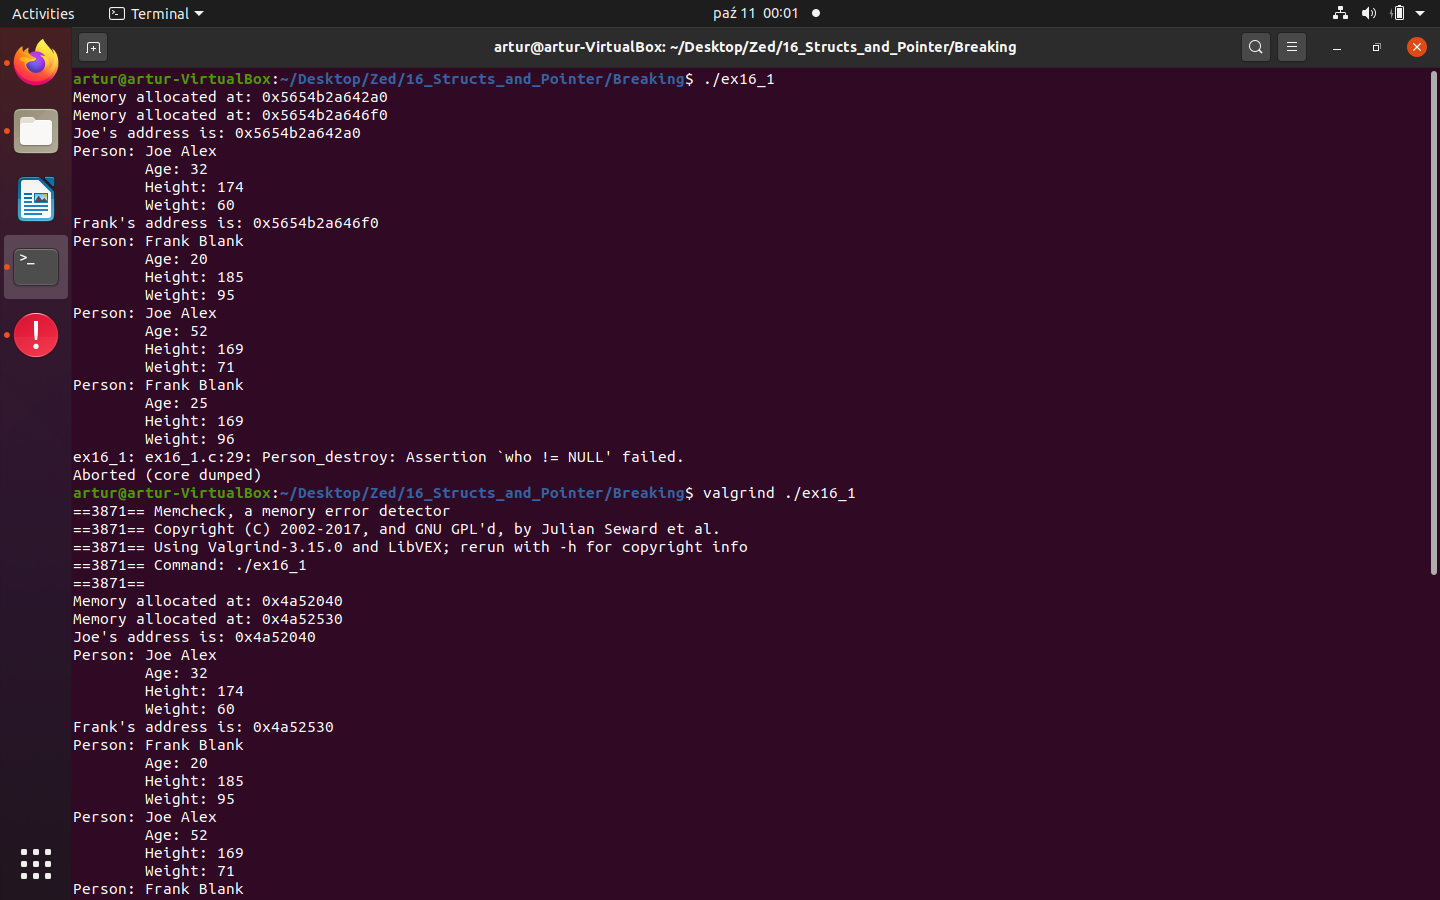 Activities
Terminal
paź 11 00:01
artur@artur-VirtualBox: ~/Desktop/Zed/16_Structs_and_Pointer/Breaking
artur@artur-VirtualBox:~/Desktop/Zed/16_Structs_and_Pointer/Breaking$ ./ex16_1
Memory allocated at: 0x5654b2a642a0
Memory allocated at: 0x5654b2a646f0
Joe's address is: 0x5654b2a642a0
Person: Joe Alex
Age: 32
Height: 174
Weight: 60
Frank's address is: 0x5654b2a646f0
Person: Frank Blank
Age: 20
Height: 185
Weight: 95
Person: Joe Alex
Age: 52
Height: 169
Weight: 71
Person: Frank Blank
Age: 25
Height: 169
Weight: 96
ex16_1: ex16_1.c:29: Person_destroy: Assertion `who != NULL' failed.
Aborted (core dumped)
artur@artur-VirtualBox:~/Desktop/Zed/16_Structs_and_Pointer/Breaking$ valgrind ./ex16_1
==3871== Memcheck, a memory error detector
==3871== Copyright (C) 2002-2017, and GNU GPL'd, by Julian Seward et al.
==3871== Using Valgrind-3.15.0 and LibVEX; rerun with -h for copyright info
==3871== Command: ./ex16_1
==3871==
Memory allocated at: 0x4a52040
Memory allocated at: 0x4a52530
Joe's address is: 0x4a52040
Person: Joe Alex
Age: 32
Height: 174
Weight: 60
Frank's address is: 0x4a52530
Person: Frank Blank
Age: 20
Height: 185
Weight: 95
Person: Joe Alex
Age: 52
Height: 169
Weight: 71
Person: Frank Blank